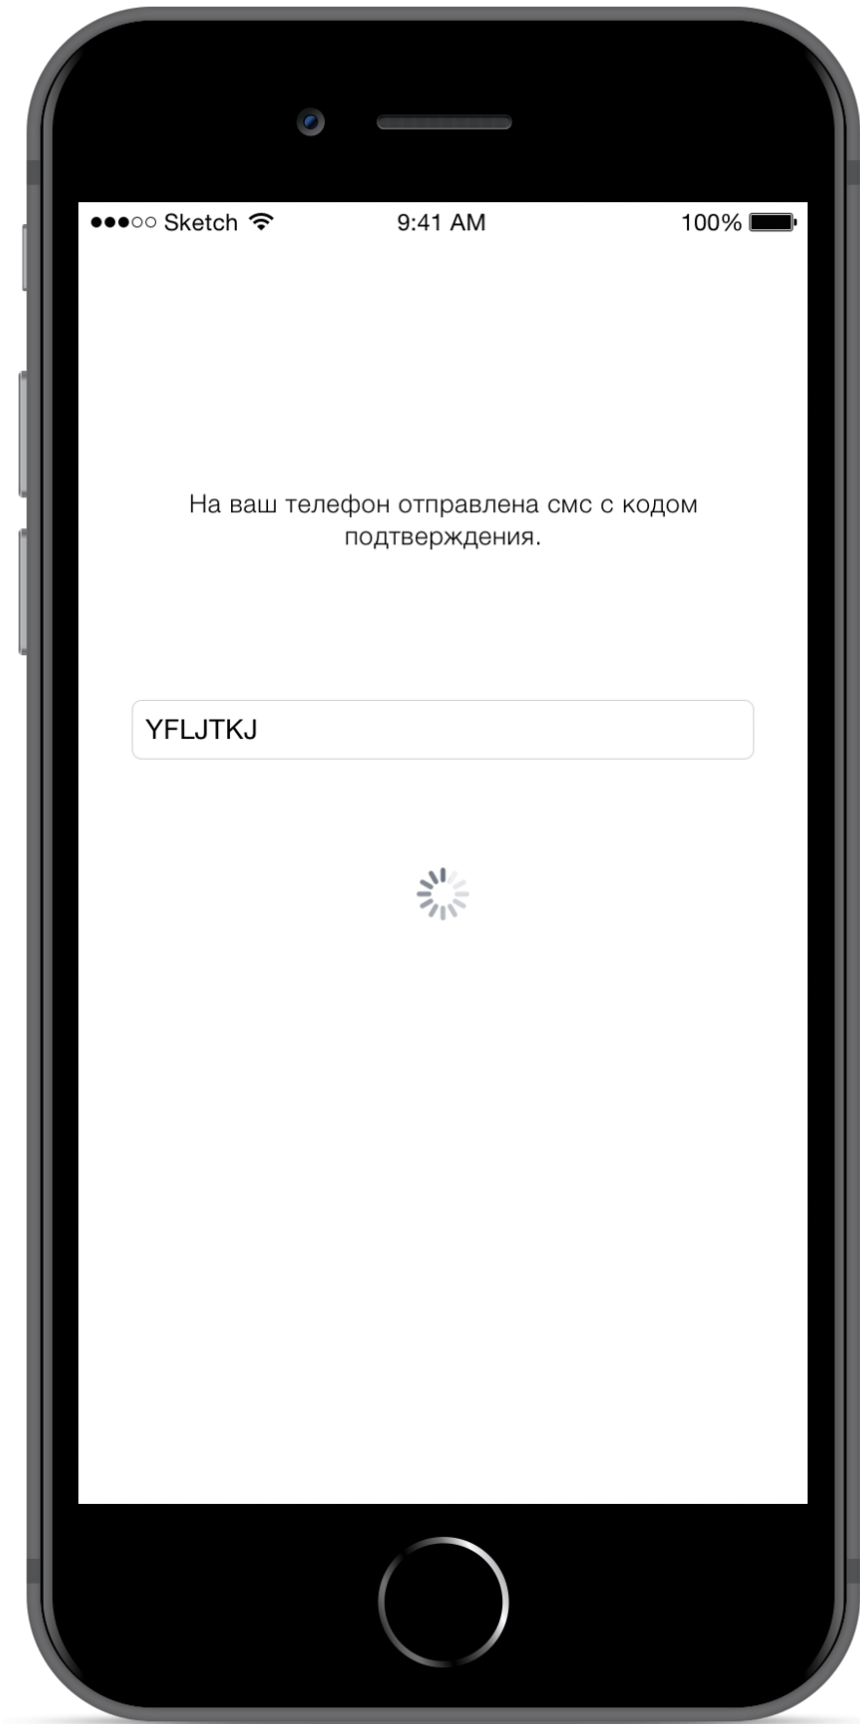 ●●●○○ Sketch 9:41 AM 100%
На ваш телефон отправлена смс с кодом
подтверждения.
YFLJTKJ